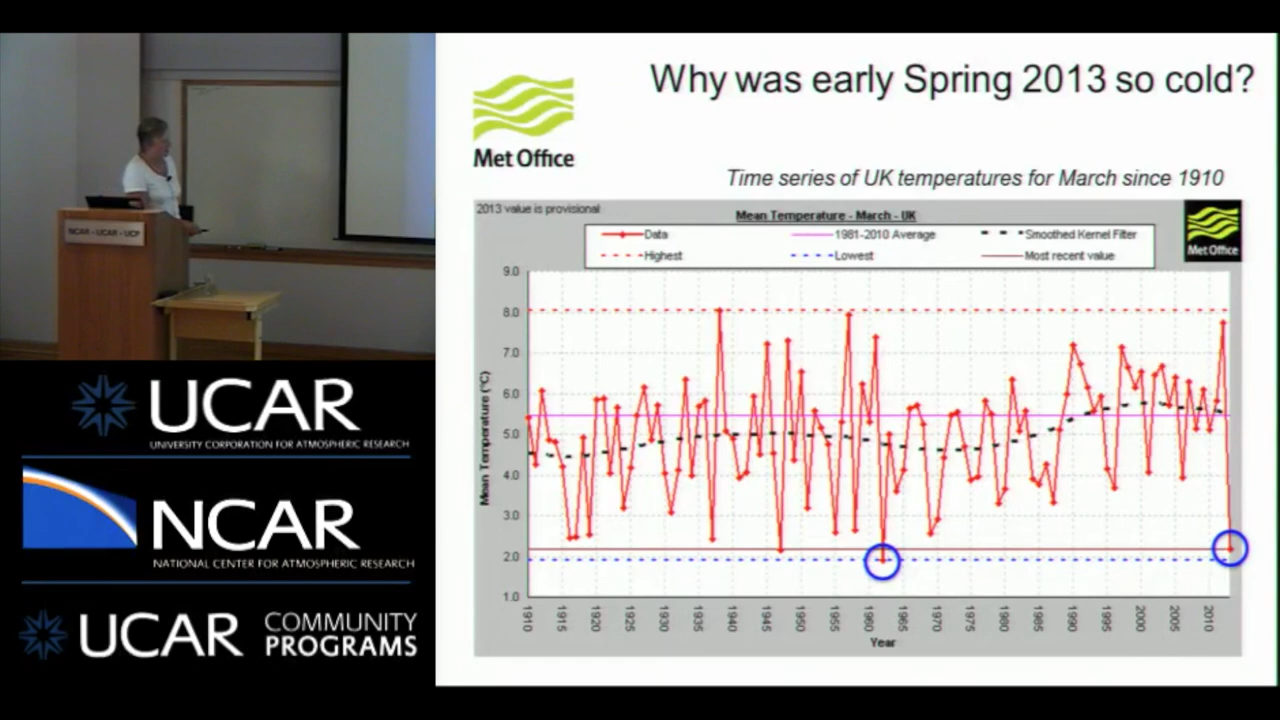 Why was early Spring 2013 so cold?
Met Office
Time series of UK temperatures for March since 1910
2013 value is provisional
Mean Temperature - March - UK
Data
1981-2010 Average
Smoothed Kernel Filter
Highest
Lowest
Most recent value
Met Office
Mean Temperature (°C)
9.0
8.0
7.0
6.0
5.0
4.0
3.0
2.0
1.0
1910 1915 1920 1925 1930 1935 1940 1945 1950 1955 1960 1965 1970 1975 1980 1985 1990 1995 2000 2005 2010
Year
NCAR - UCAR - UCP
UCAR
UNIVERSITY CORPORATION FOR ATMOSPHERIC RESEARCH
NCAR
NATIONAL CENTER FOR ATMOSPHERIC RESEARCH
UCAR COMMUNITY
PROGRAMS